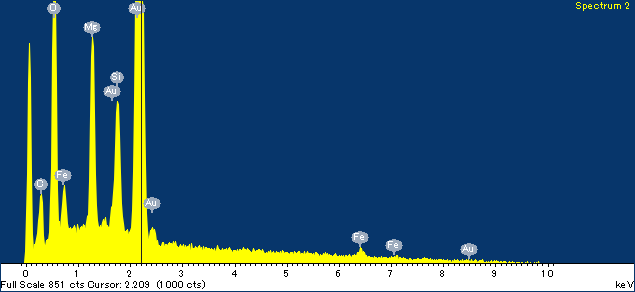 Spectrum 2
O Au
Mg
Si
Au
C Fe
Au
Fe Fe Au
0 1 2 3 4 5 6 7 8 9 10
Full Scale 851 cts Cursor: 2.209 (1000 cts) keV